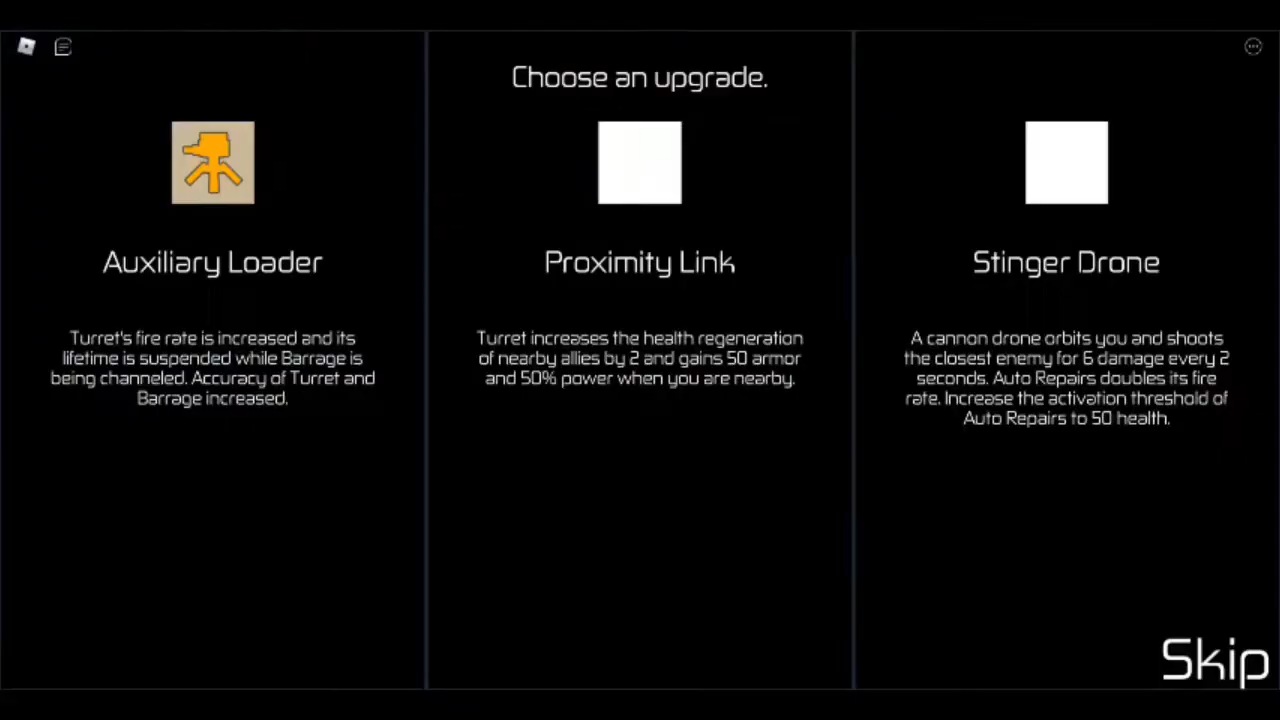 Choose an upgrade.
Auxiliary Loader
Turret's fire rate is increased and its
lifetime is suspended while Barrage is
being channeled. Accuracy of Turret and
Barrage increased.
Proximity Link
Turret increases the health regeneration
of nearby allies by 2 and gains 50 armor
and 50% power when you are nearby.
Stinger Drone
A cannon drone orbits you and shoots
the closest enemy for 6 damage every 2
seconds. Auto Repairs doubles its fire
rate. Increase the activation threshold of
Auto Repairs to 50 health.
Skip